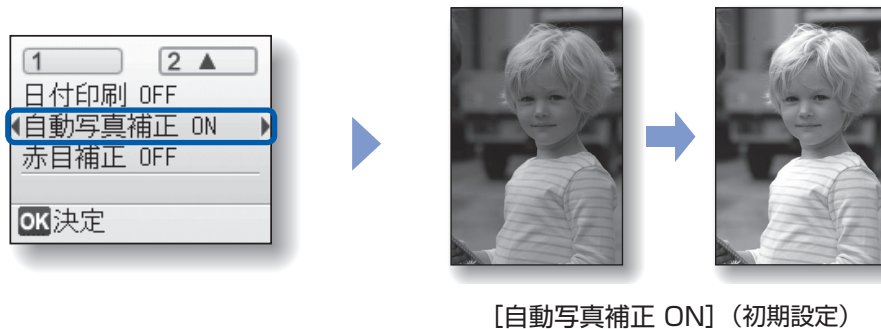 1 2 ▲
日付印刷 OFF
自動写真補正 ON
赤目補正 OFF
OK決定
［自動写真補正 ON］（初期設定）